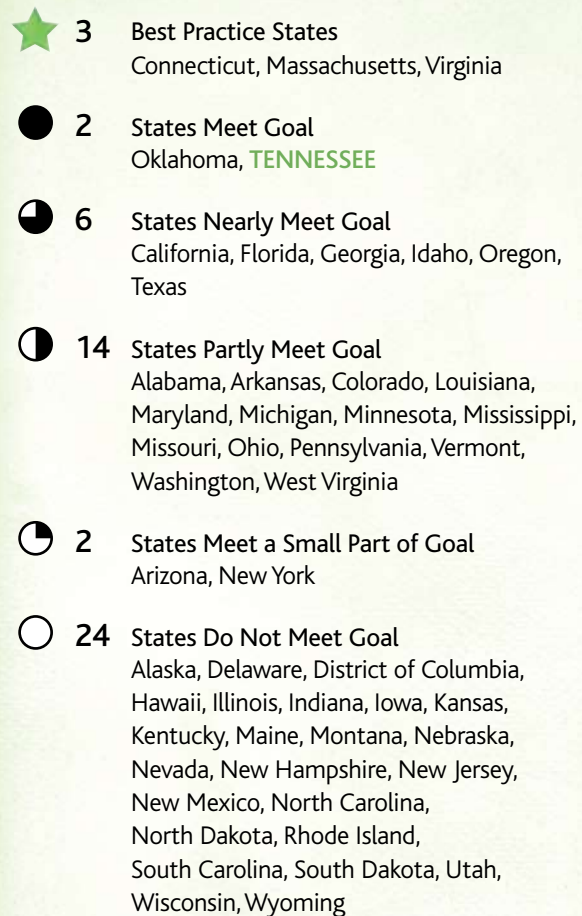 3 Best Practice States
Connecticut, Massachusetts, Virginia
2 States Meet Goal
Oklahoma, TENNESSEE
6 States Nearly Meet Goal
California, Florida, Georgia, Idaho, Oregon,
Texas
14 States Partly Meet Goal
Alabama, Arkansas, Colorado, Louisiana,
Maryland, Michigan, Minnesota, Mississippi,
Missouri, Ohio, Pennsylvania, Vermont,
Washington, West Virginia
2 States Meet a Small Part of Goal
Arizona, New York
24 States Do Not Meet Goal
Alaska, Delaware, District of Columbia,
Hawaii, Illinois, Indiana, Iowa, Kansas,
Kentucky, Maine, Montana, Nebraska,
Nevada, New Hampshire, New Jersey,
New Mexico, North Carolina,
North Dakota, Rhode Island,
South Carolina, South Dakota, Utah,
Wisconsin, Wyoming